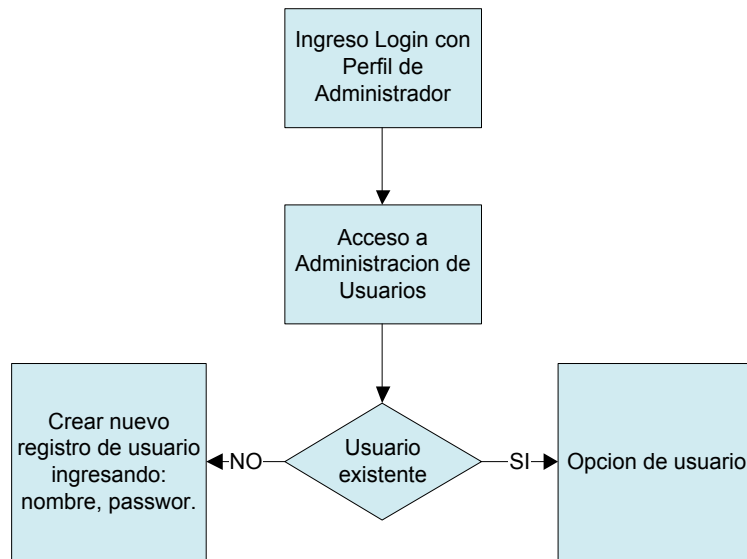 Ingreso Login con
Perfil de
Administrador
Acceso a
Administracion de
Usuarios
Crear nuevo
registro de usuario
ingresando:
nombre, passwor.
NO
Usuario
existente
SI
Opcion de usuario